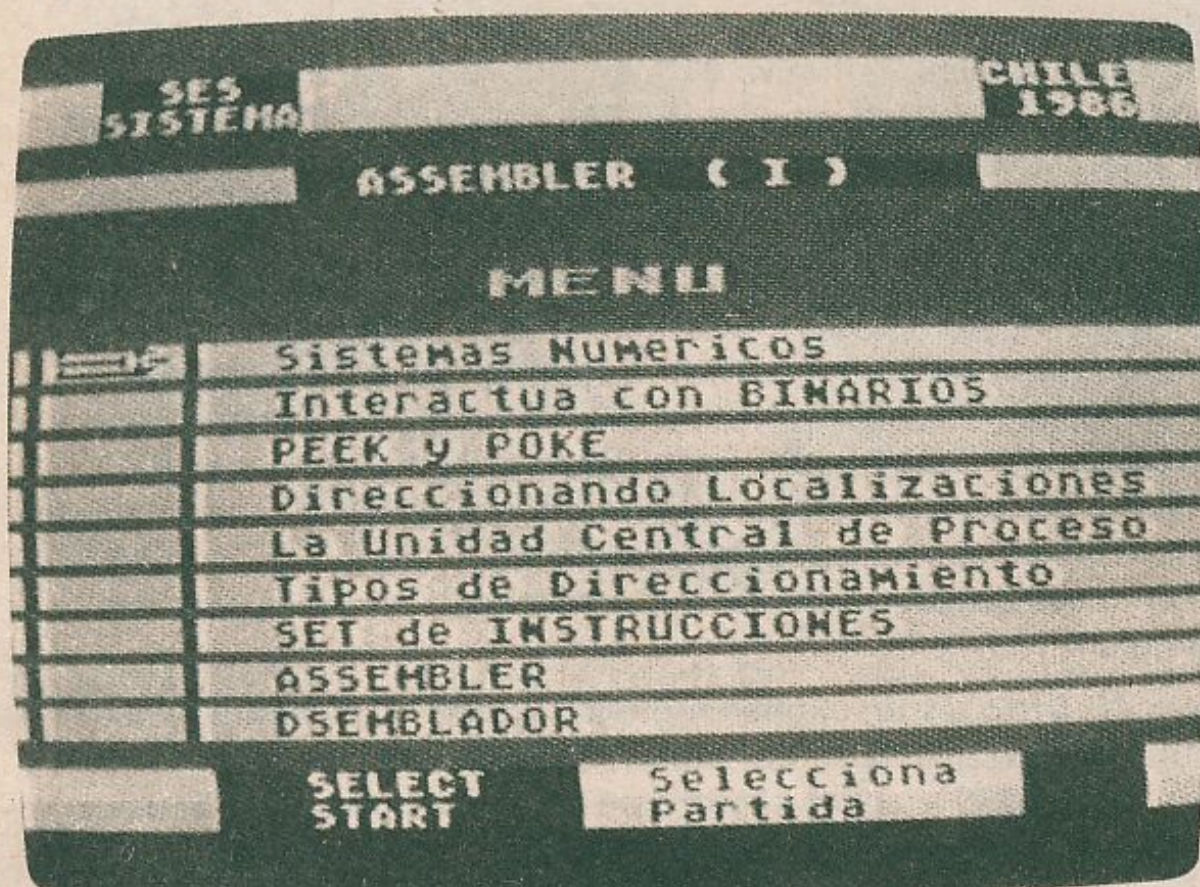 SES
SISTEMA
CHILE
1986
ASSEMBLER ( I )
MENU
Sistemas Numericos
Interactua con BINARIOS
PEEK y POKE
Direccionando Localizaciones
La Unidad Central de Proceso
Tipos de Direccionamiento
SET de INSTRUCCIONES
ASSEMBLER
DSEMBLADOR
SELECT Selecciona
START Partida